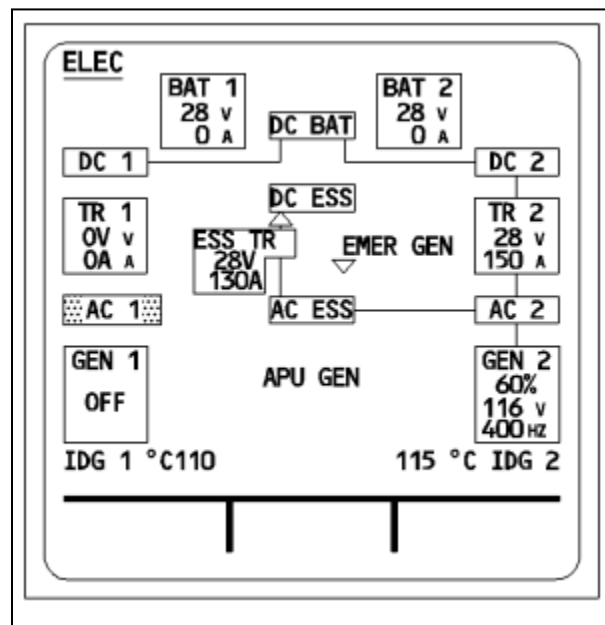 ELEC
BAT 1
28 V
0 A
DC BAT
BAT 2
28 V
0 A
DC 1
DC 2
DC ESS
TR 1
0V V
0A A
ESS TR
28V
130A
EMER GEN
TR 2
28 V
150 A
AC 1
AC ESS
AC 2
GEN 1
OFF
APU GEN
GEN 2
60%
116 V
400 HZ
IDG 1 °C110
115 °C IDG 2